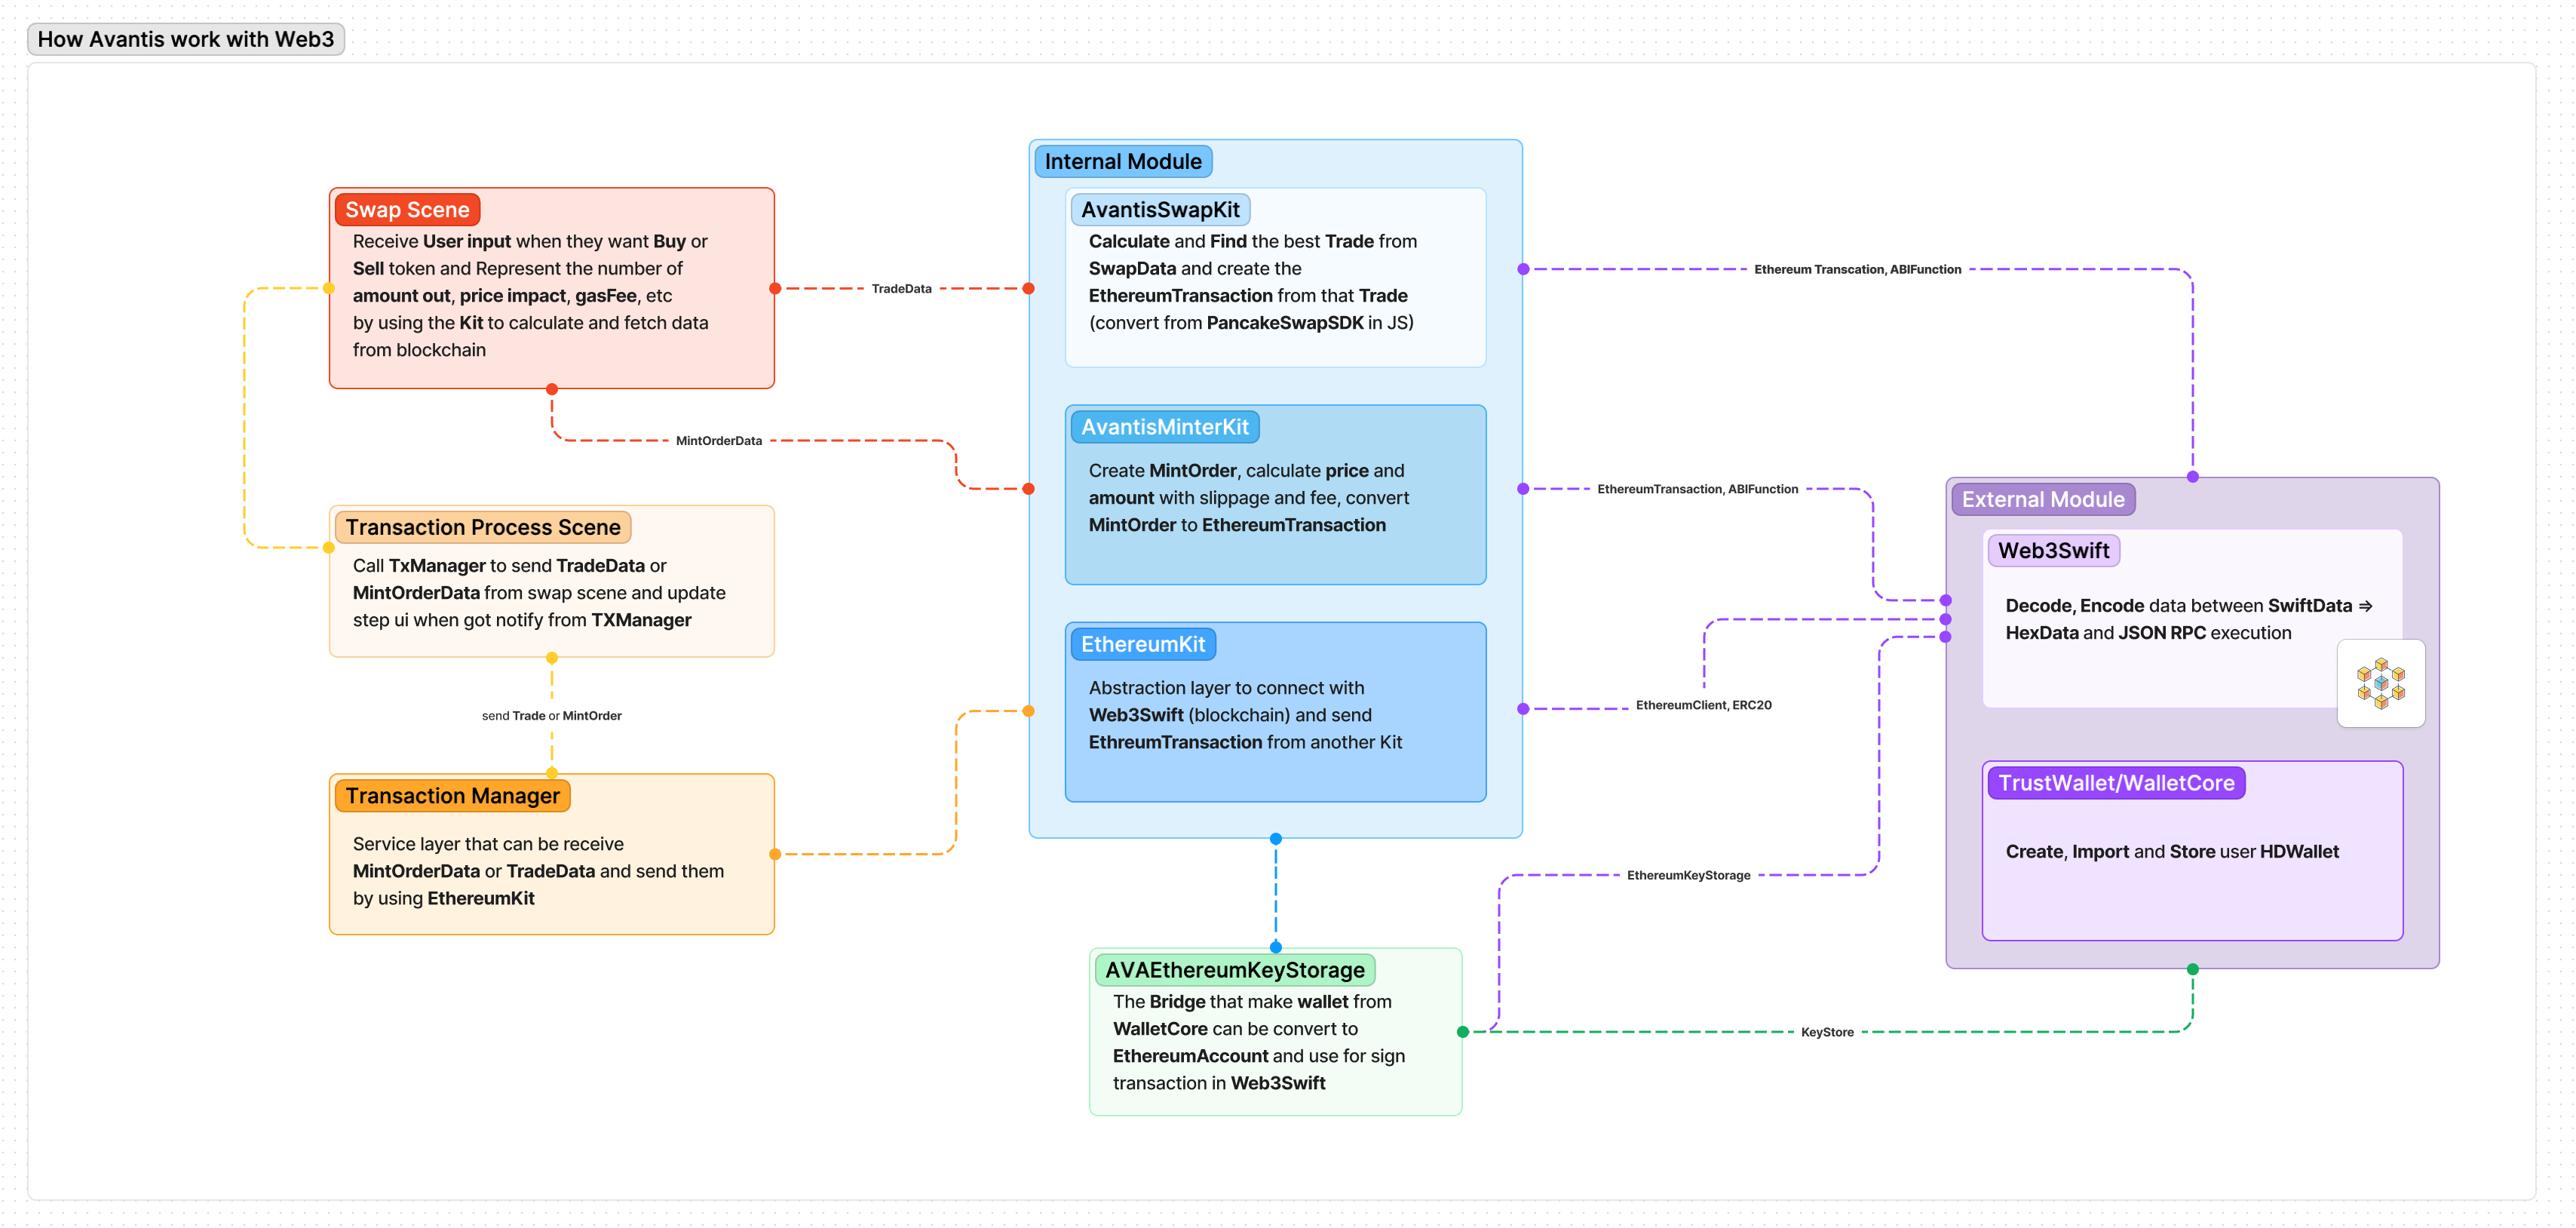 How Avantis work with Web3
Swap Scene
Receive User input when they want Buy or
Sell token and Represent the number of
amount out, price impact, gasFee, etc
by using the Kit to calculate and fetch data
from blockchain
TradeData
MintOrderData
Transaction Process Scene
Call TxManager to send TradeData or
MintOrderData from swap scene and update
step ui when got notify from TXManager
send Trade or MintOrder
Transaction Manager
Service layer that can be receive
MintOrderData or TradeData and send them
by using EthereumKit
Internal Module
AvantisSwapKit
Calculate and Find the best Trade from
SwapData and create the
EthereumTransaction from that Trade
(convert from PancakeSwapSDK in JS)
AvantisMinterKit
Create MintOrder, calculate price and
amount with slippage and fee, convert
MintOrder to EthereumTransaction
EthereumKit
Abstraction layer to connect with
Web3Swift (blockchain) and send
EthreumTransaction from another Kit
AVAEthereumKeyStorage
The Bridge that make wallet from
WalletCore can be convert to
EthereumAccount and use for sign
transaction in Web3Swift
Ethereum Transcation, ABIFunction
EthereumTransaction, ABIFunction
EthereumClient, ERC20
EthereumKeyStorage
KeyStore
External Module
Web3Swift
Decode, Encode data between SwiftData ⇒
HexData and JSON RPC execution
TrustWallet/WalletCore
Create, Import and Store user HDWallet